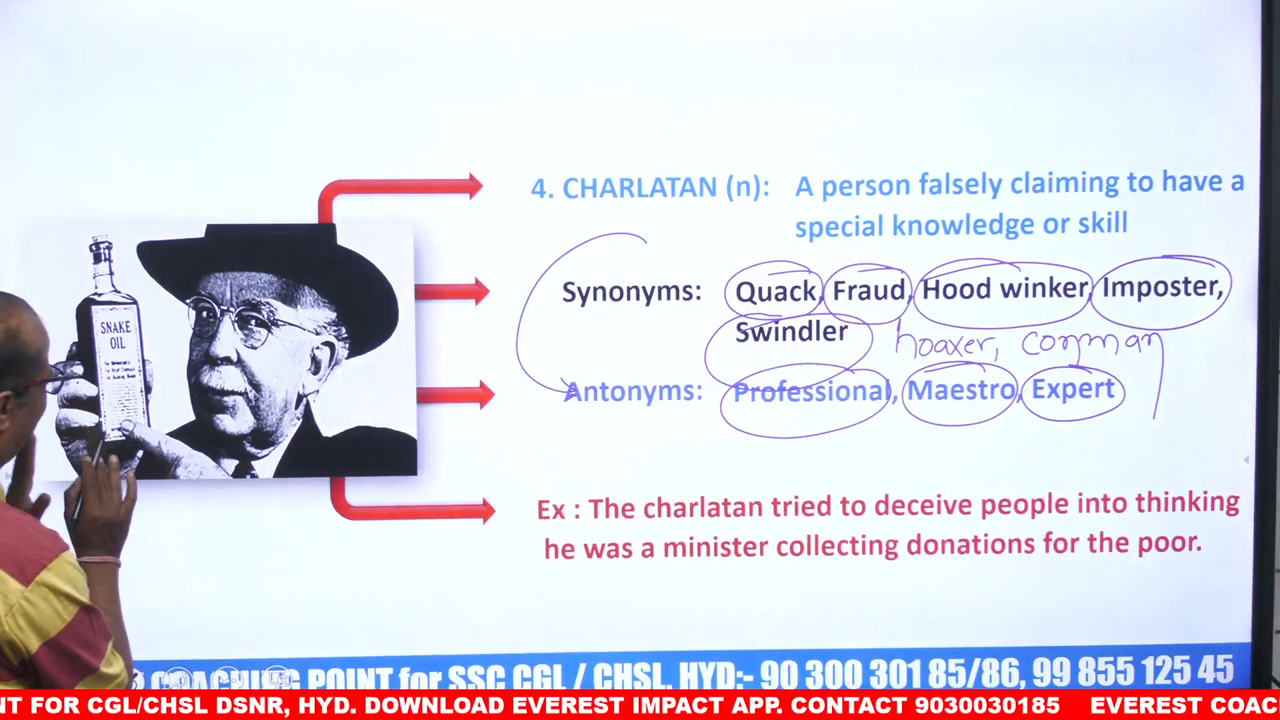 4. CHARLATAN (n): A person falsely claiming to have a
special knowledge or skill
SNAKE
OIL
Synonyms: Quack, Fraud, Hood winker, Imposter,
Swindler hoaxer, conman
Antonyms: Professional, Maestro, Expert
Ex : The charlatan tried to deceive people into thinking
he was a minister collecting donations for the poor.
COACHING POINT for SSC CGL / CHSL, HYD:- 90 300 301 85/86, 99 855 125 45
NT FOR CGL/CHSL DSNR, HYD. DOWNLOAD EVEREST IMPACT APP. CONTACT 9030030185 EVEREST COAC